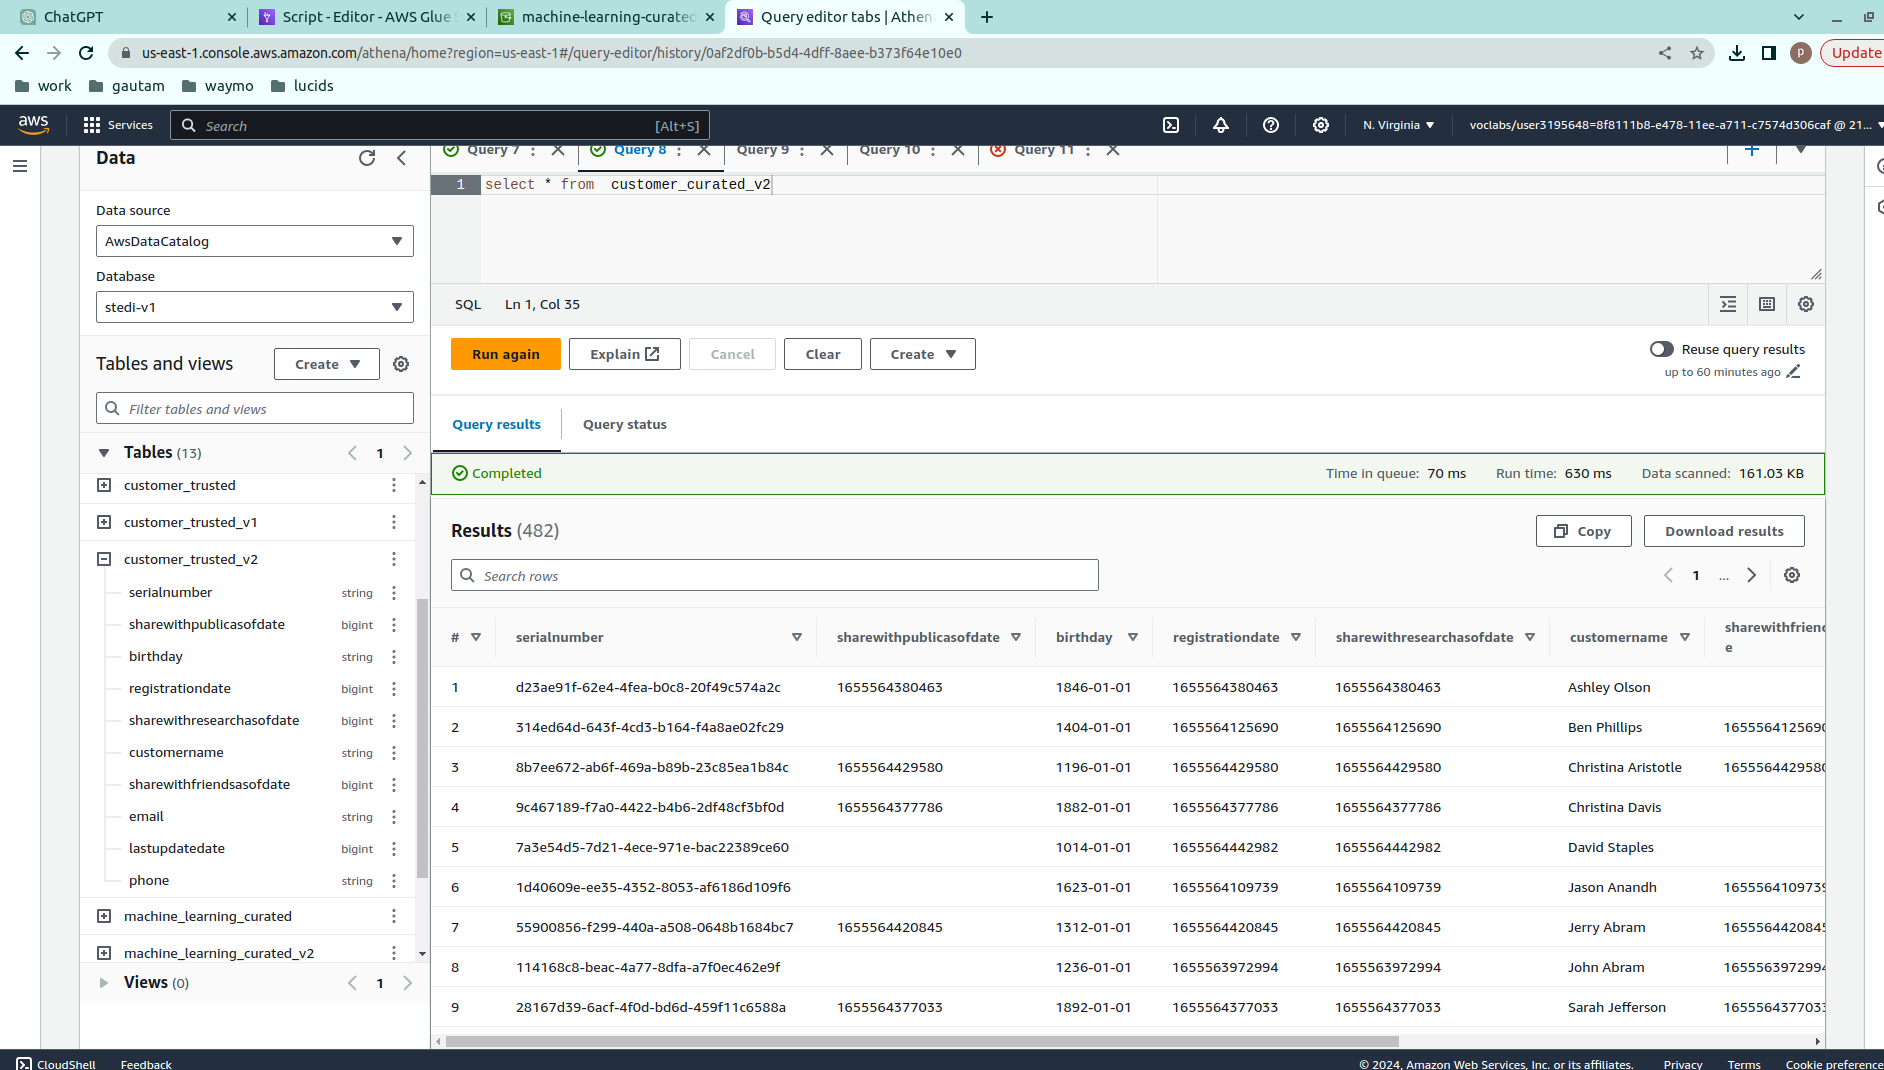 ChatGPT
Script - Editor - AWS Glue S
machine-learning-curated
Query editor tabs | Athen
us-east-1.console.aws.amazon.com/athena/home?region=us-east-1#/query-editor/history/0af2df0b-b5d4-4dff-8aee-b373f64e10e0
p
Update
work gautam waymo lucids
aws Services Search [Alt+S] N. Virginia voclabs/user3195648=8f8111b8-e478-11ee-a711-c7574d306caf @ 21...
Data
Data source
AwsDataCatalog
Database
stedi-v1
Tables and views Create
Filter tables and views
Tables (13) 1
customer_trusted
customer_trusted_v1
customer_trusted_v2
serialnumber string
sharewithpublicasofdate bigint
birthday string
registrationdate bigint
sharewithresearchasofdate bigint
customername string
sharewithfriendsasofdate bigint
email string
lastupdatedate bigint
phone string
machine_learning_curated
machine_learning_curated_v2
Views (0) 1
Query 7 Query 8 Query 9 Query 10 Query 11
1 select * from  customer_curated_v2
SQL Ln 1, Col 35
Run again Explain Cancel Clear Create
Reuse query results
up to 60 minutes ago
Query results Query status
Completed Time in queue: 70 ms Run time: 630 ms Data scanned: 161.03 KB
Results (482) Copy Download results
Search rows 1 ...
# serialnumber sharewithpublicasofdate birthday registrationdate sharewithresearchasofdate customername sharewithfriend
e
1 d23ae91f-62e4-4fea-b0c8-20f49c574a2c 1655564380463 1846-01-01 1655564380463 1655564380463 Ashley Olson
2 314ed64d-643f-4cd3-b164-f4a8ae02fc29 1404-01-01 1655564125690 1655564125690 Ben Phillips 1655564125690
3 8b7ee672-ab6f-469a-b89b-23c85ea1b84c 1655564429580 1196-01-01 1655564429580 1655564429580 Christina Aristotle 1655564429580
4 9c467189-f7a0-4422-b4b6-2df48cf3bf0d 1655564377786 1882-01-01 1655564377786 1655564377786 Christina Davis
5 7a3e54d5-7d21-4ece-971e-bac22389ce60 1014-01-01 1655564442982 1655564442982 David Staples
6 1d40609e-ee35-4352-8053-af6186d109f6 1623-01-01 1655564109739 1655564109739 Jason Anandh 1655564109739
7 55900856-f299-440a-a508-0648b1684bc7 1655564420845 1312-01-01 1655564420845 1655564420845 Jerry Abram 1655564420845
8 114168c8-beac-4a77-8dfa-a7f0ec462e9f 1236-01-01 1655563972994 1655563972994 John Abram 1655563972994
9 28167d39-6acf-4f0d-bd6d-459f11c6588a 1655564377033 1892-01-01 1655564377033 1655564377033 Sarah Jefferson 1655564377033
CloudShell Feedback © 2024, Amazon Web Services, Inc. or its affiliates. Privacy Terms Cookie preference